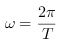 ω = 2π/T